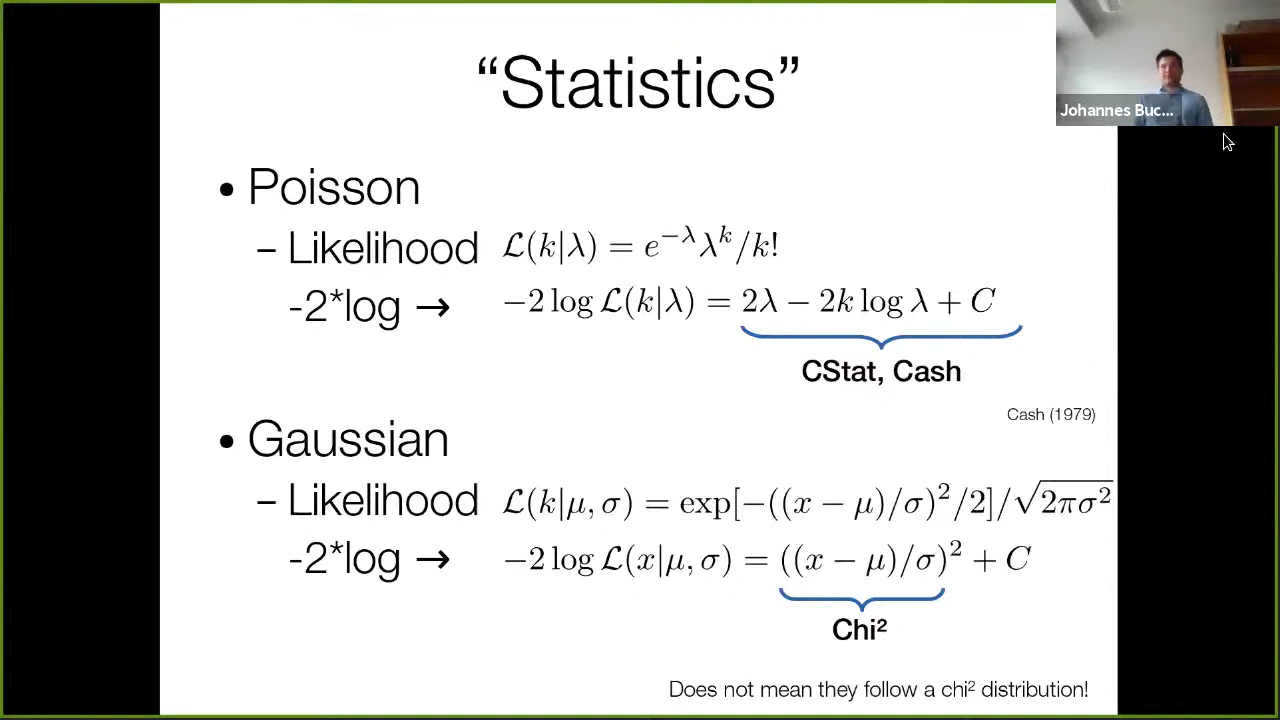 “Statistics”
Johannes Buc...
• Poisson
– Likelihood ℒ(k|λ) = e^{−λ}λ^k/k!
-2*log → −2 log ℒ(k|λ) = 2λ − 2k log λ + C
CStat, Cash
Cash (1979)
• Gaussian
– Likelihood ℒ(k|μ, σ) = exp[−((x − μ)/σ)²/2]/√(2πσ²)
-2*log → −2 log ℒ(x|μ, σ) = ((x − μ)/σ)² + C
Chi²
Does not mean they follow a chi² distribution!